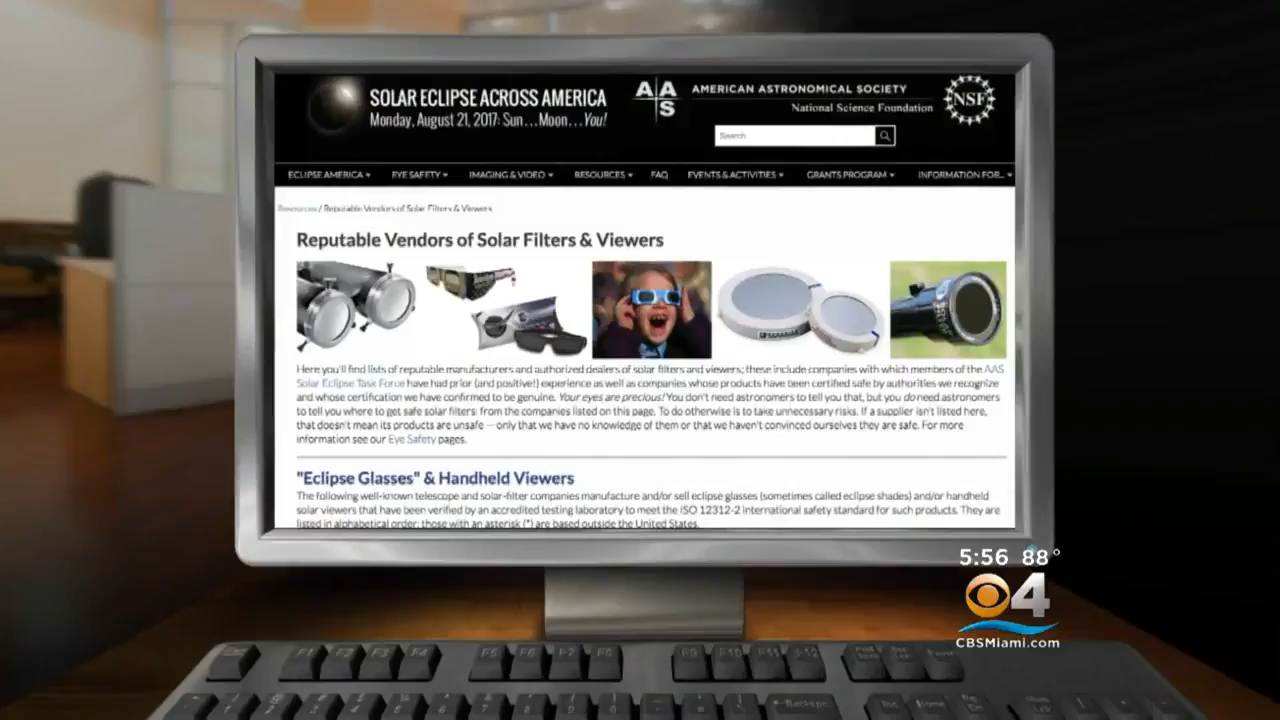 SOLAR ECLIPSE ACROSS AMERICA
Monday, August 21, 2017: Sun...Moon...You!
AAS
AMERICAN ASTRONOMICAL SOCIETY
National Science Foundation
NSF
Search
ECLIPSE AMERICA EYE SAFETY IMAGING & VIDEO RESOURCES FAQ EVENTS & ACTIVITIES GRANTS PROGRAM INFORMATION FOR...
Resources / Reputable Vendors of Solar Filters & Viewers
Reputable Vendors of Solar Filters & Viewers
Here you'll find lists of reputable manufacturers and authorized dealers of solar filters and viewers; these include companies with which members of the AAS
Solar Eclipse Task Force have had prior (and positive!) experience as well as companies whose products have been certified safe by authorities we recognize
and whose certification we have confirmed to be genuine. Your eyes are precious! You don't need astronomers to tell you that, but you do need astronomers
to tell you where to get safe solar filters: from the companies listed on this page. To do otherwise is to take unnecessary risks. If a supplier isn't listed here,
that doesn't mean its products are unsafe — only that we have no knowledge of them or that we haven't convinced ourselves they are safe. For more
information see our Eye Safety pages.
"Eclipse Glasses" & Handheld Viewers
The following well-known telescope and solar-filter companies manufacture and/or sell eclipse glasses (sometimes called eclipse shades) and/or handheld
solar viewers that have been verified by an accredited testing laboratory to meet the ISO 12312-2 international safety standard for such products. They are
listed in alphabetical order; those with an asterisk (*) are based outside the United States.
5:56 88°
4
CBSMiami.com
F1 F2 F3 F4 F5 F6 F7 F8 F9 F10 F11 F12